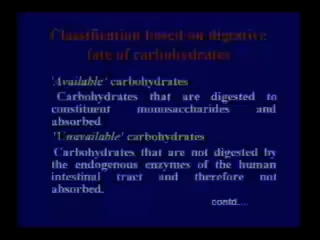 Classification based on digestive
fate of carbohydrates
'Available' carbohydrates
Carbohydrates that are digested to
constituent monosaccharides and
absorbed
'Unavailable' carbohydrates
Carbohydrates that are not digested by
the endogenous enzymes of the human
intestinal tract and therefore not
absorbed.
contd....